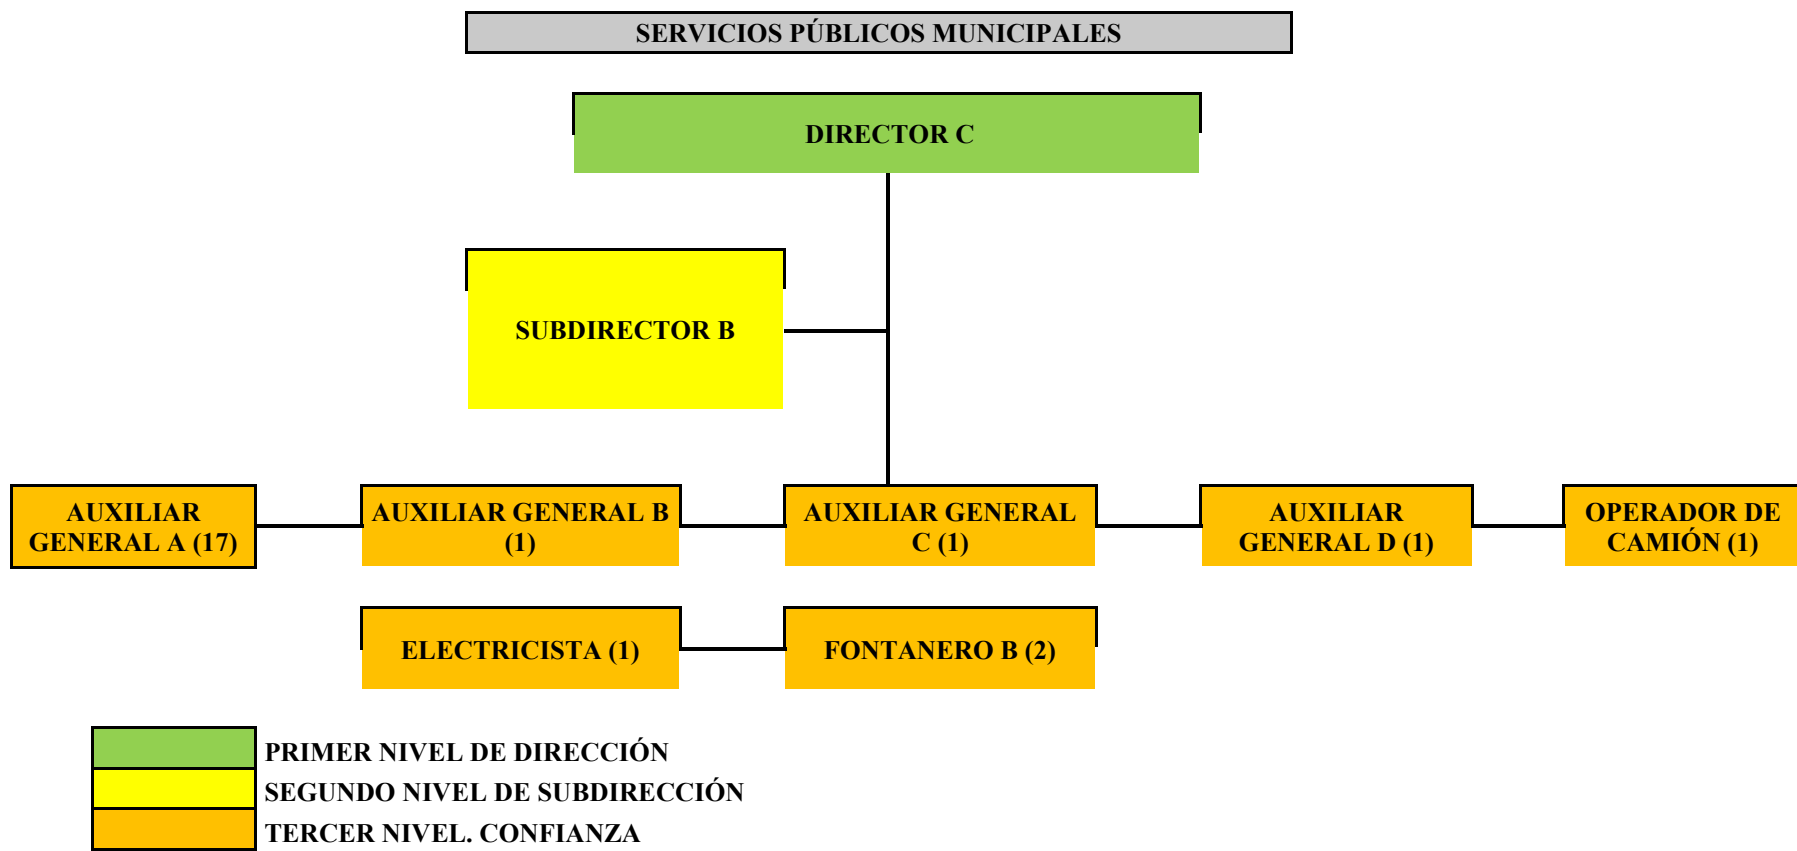 SERVICIOS PÚBLICOS MUNICIPALES
DIRECTOR C
SUBDIRECTOR B
AUXILIAR
GENERAL A (17)
AUXILIAR GENERAL B
(1)
AUXILIAR GENERAL
C (1)
AUXILIAR
GENERAL D (1)
OPERADOR DE
CAMIÓN (1)
ELECTRICISTA (1)
FONTANERO B (2)
PRIMER NIVEL DE DIRECCIÓN
SEGUNDO NIVEL DE SUBDIRECCIÓN
TERCER NIVEL. CONFIANZA